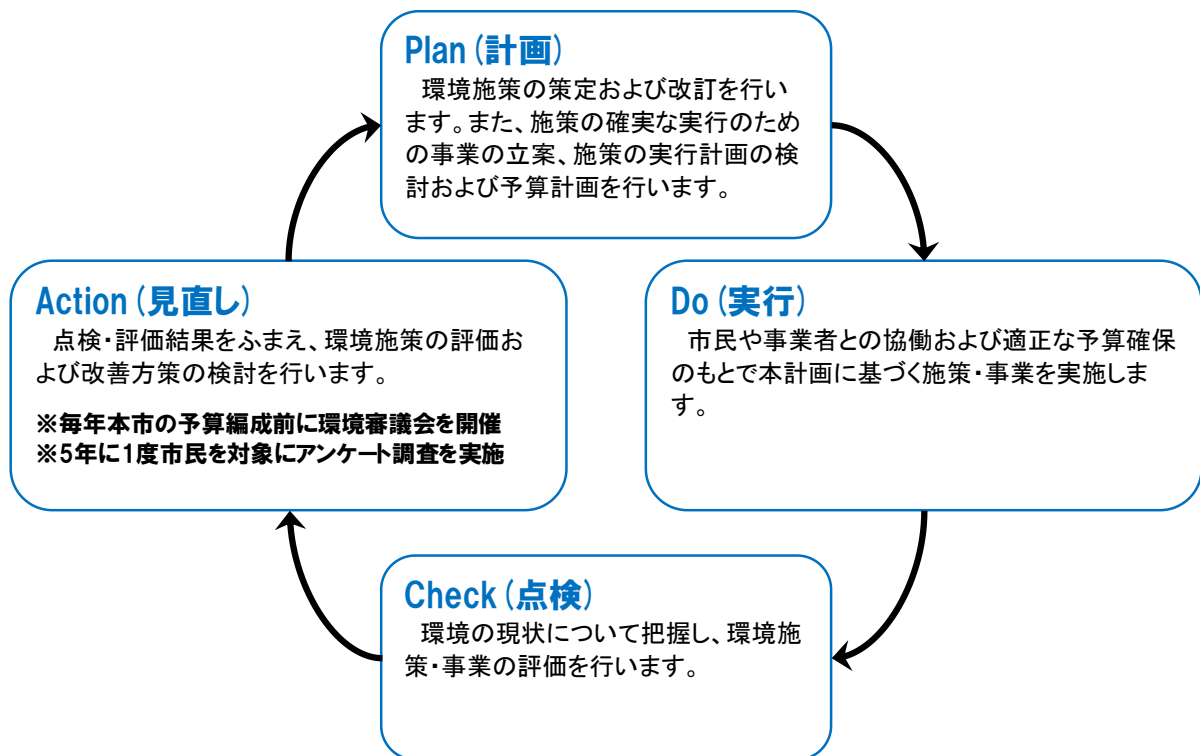 Plan(計画)
環境施策の策定および改訂を行い
ます。また、施策の確実な実行のため
の事業の立案、施策の実行計画の検
討および予算計画を行います。
Action(見直し)
点検・評価結果をふまえ、環境施策の評価お
よび改善方策の検討を行います。
※毎年本市の予算編成前に環境審議会を開催
※5年に1度市民を対象にアンケート調査を実施
Do(実行)
市民や事業者との協働および適正な予算確保
のもとで本計画に基づく施策・事業を実施しま
す。
Check(点検)
環境の現状について把握し、環境施
策・事業の評価を行います。